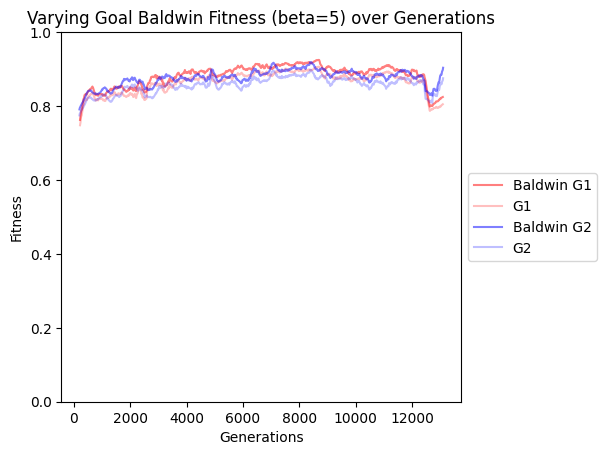 Varying Goal Baldwin Fitness (beta=5) over Generations
1.0
0.8
0.6
0.4
0.2
0.0
Fitness
0 2000 4000 6000 8000 10000 12000
Generations
Baldwin G1
G1
Baldwin G2
G2